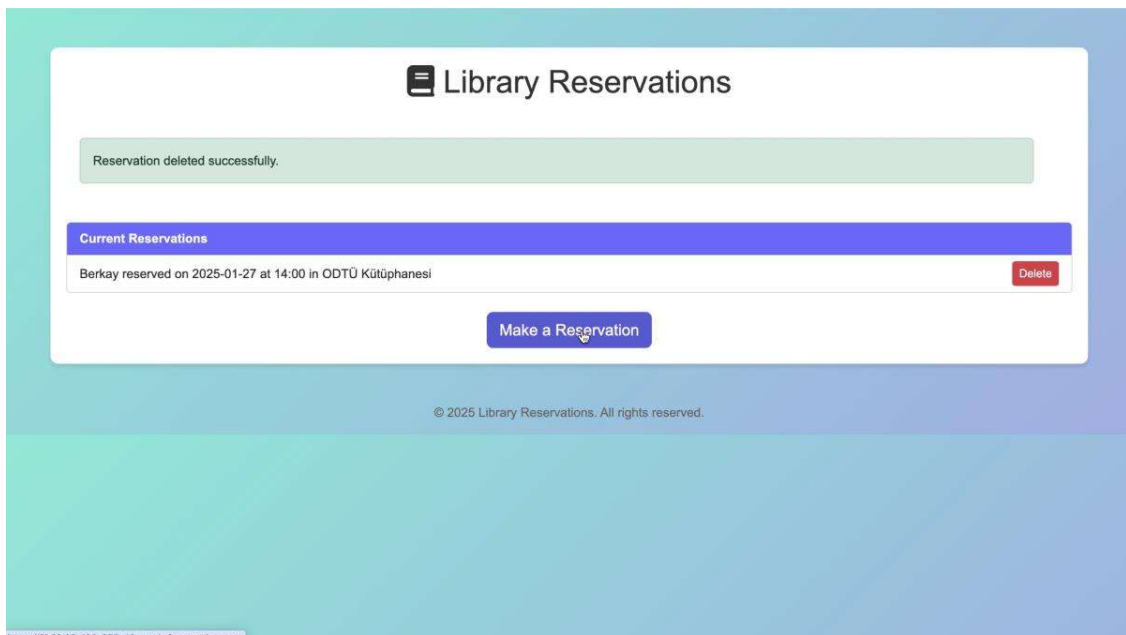 Library Reservations
Reservation deleted successfully.
Current Reservations
Berkay reserved on 2025-01-27 at 14:00 in ODTÜ Kütüphanesi
Delete
Make a Reservation
© 2025 Library Reservations. All rights reserved.